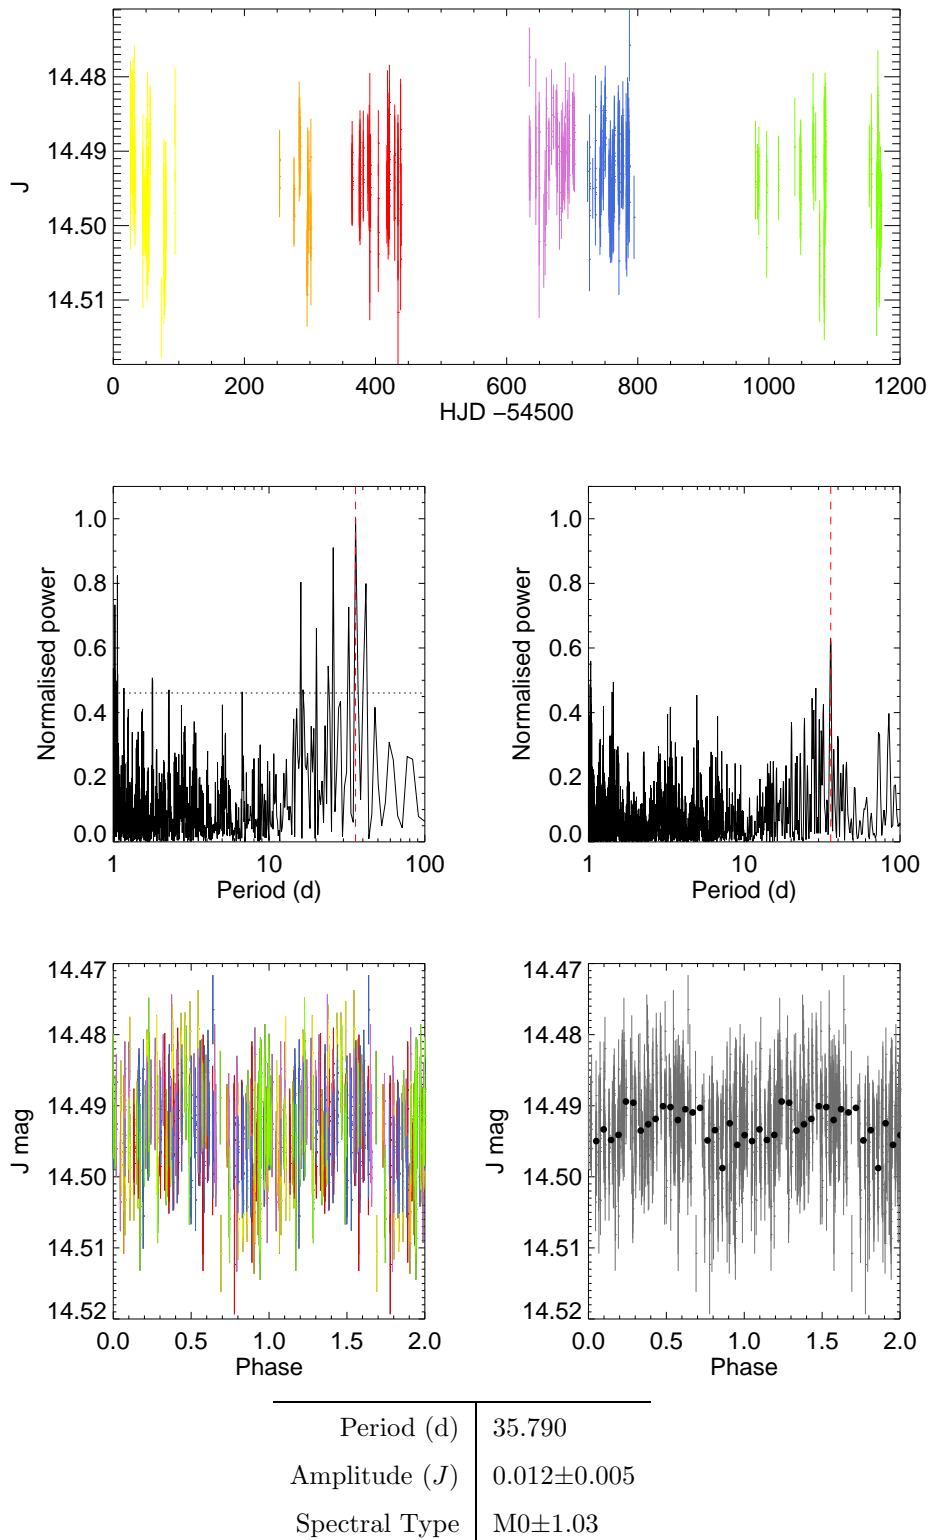 J
14.48
14.49
14.50
14.51
0 200 400 600 800 1000 1200
HJD −54500
Normalised power
1.0
0.8
0.6
0.4
0.2
0.0
1 10 100
Period (d)
Normalised power
1.0
0.8
0.6
0.4
0.2
0.0
1 10 100
Period (d)
J mag
14.47
14.48
14.49
14.50
14.51
14.52
0.0 0.5 1.0 1.5 2.0
Phase
J mag
14.47
14.48
14.49
14.50
14.51
14.52
0.0 0.5 1.0 1.5 2.0
Phase
Period (d) 35.790
Amplitude (J) 0.012±0.005
Spectral Type M0±1.03